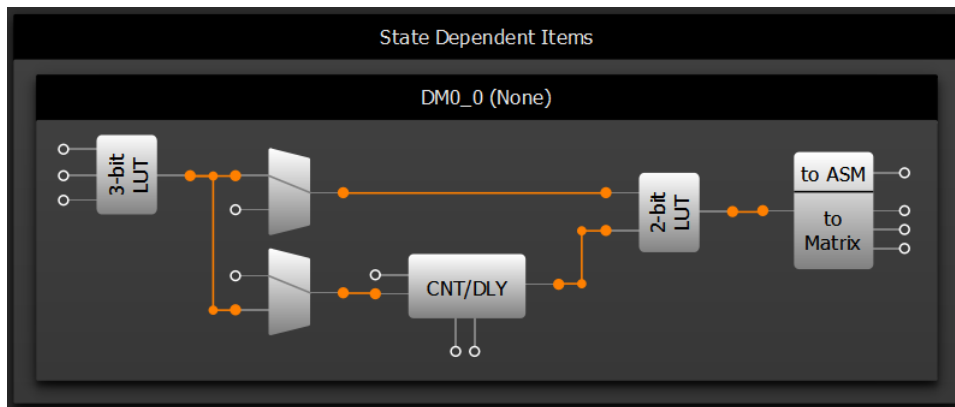 State Dependent Items
DM0_0 (None)
3-bit
LUT
2-bit
LUT
to ASM
to
Matrix
CNT/DLY